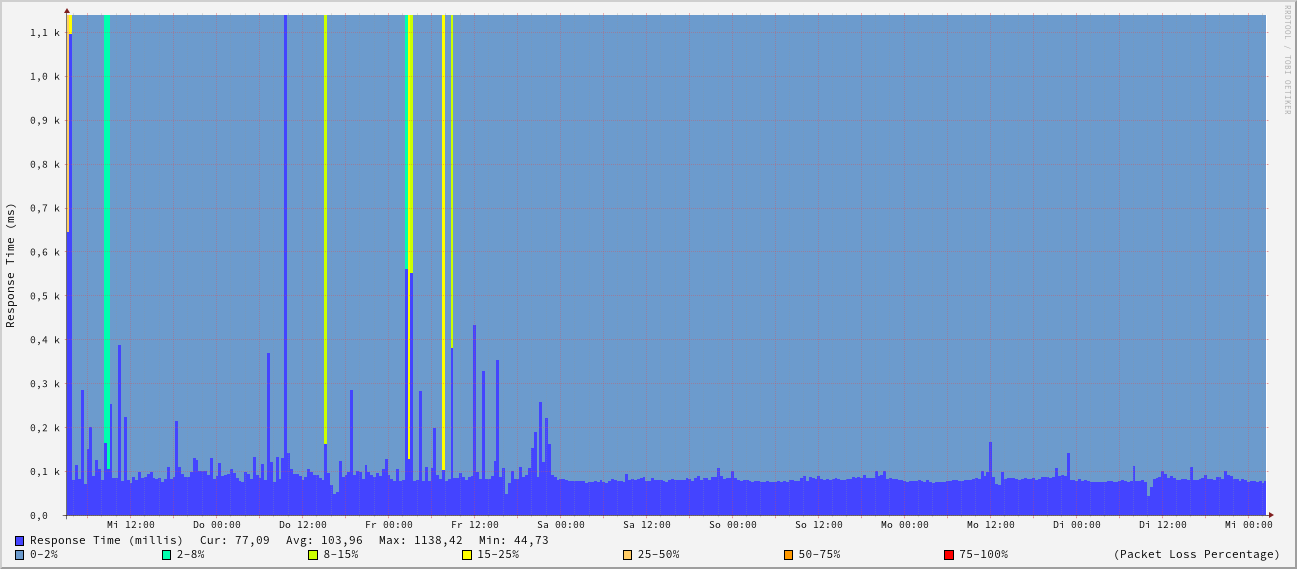 RRDTOOL / TOBI OETIKER
Response Time (ms)
1,1 k
1,0 k
0,9 k
0,8 k
0,7 k
0,6 k
0,5 k
0,4 k
0,3 k
0,2 k
0,1 k
0,0
Mi 12:00 Do 00:00 Do 12:00 Fr 00:00 Fr 12:00 Sa 00:00 Sa 12:00 So 00:00 So 12:00 Mo 00:00 Mo 12:00 Di 00:00 Di 12:00 Mi 00:00
Response Time (millis) Cur: 77,09 Avg: 103,96 Max: 1138,42 Min: 44,73
0-2% 2-8% 8-15% 15-25% 25-50% 50-75% 75-100% (Packet Loss Percentage)